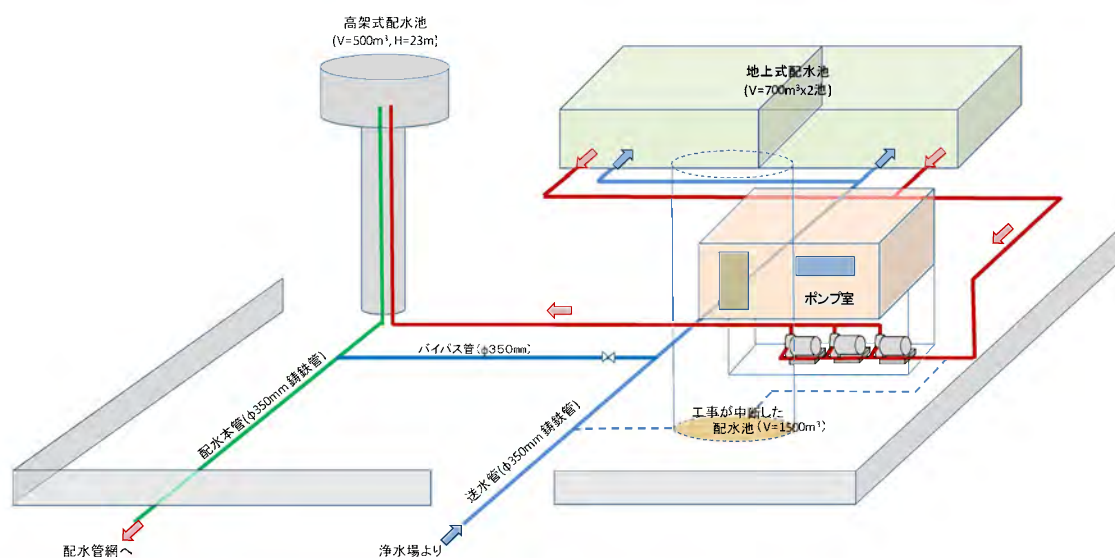 高架式配水池
(V=500m³, H=23m)
地上式配水池
(V=700m³x2池)
ポンプ室
バイパス管(φ350mm)
配水本管(φ350mm 鋳鉄管)
送水管(φ350mm 鋳鉄管)
工事が中断した
配水池(V=1500m³)
配水管網へ
浄水場より